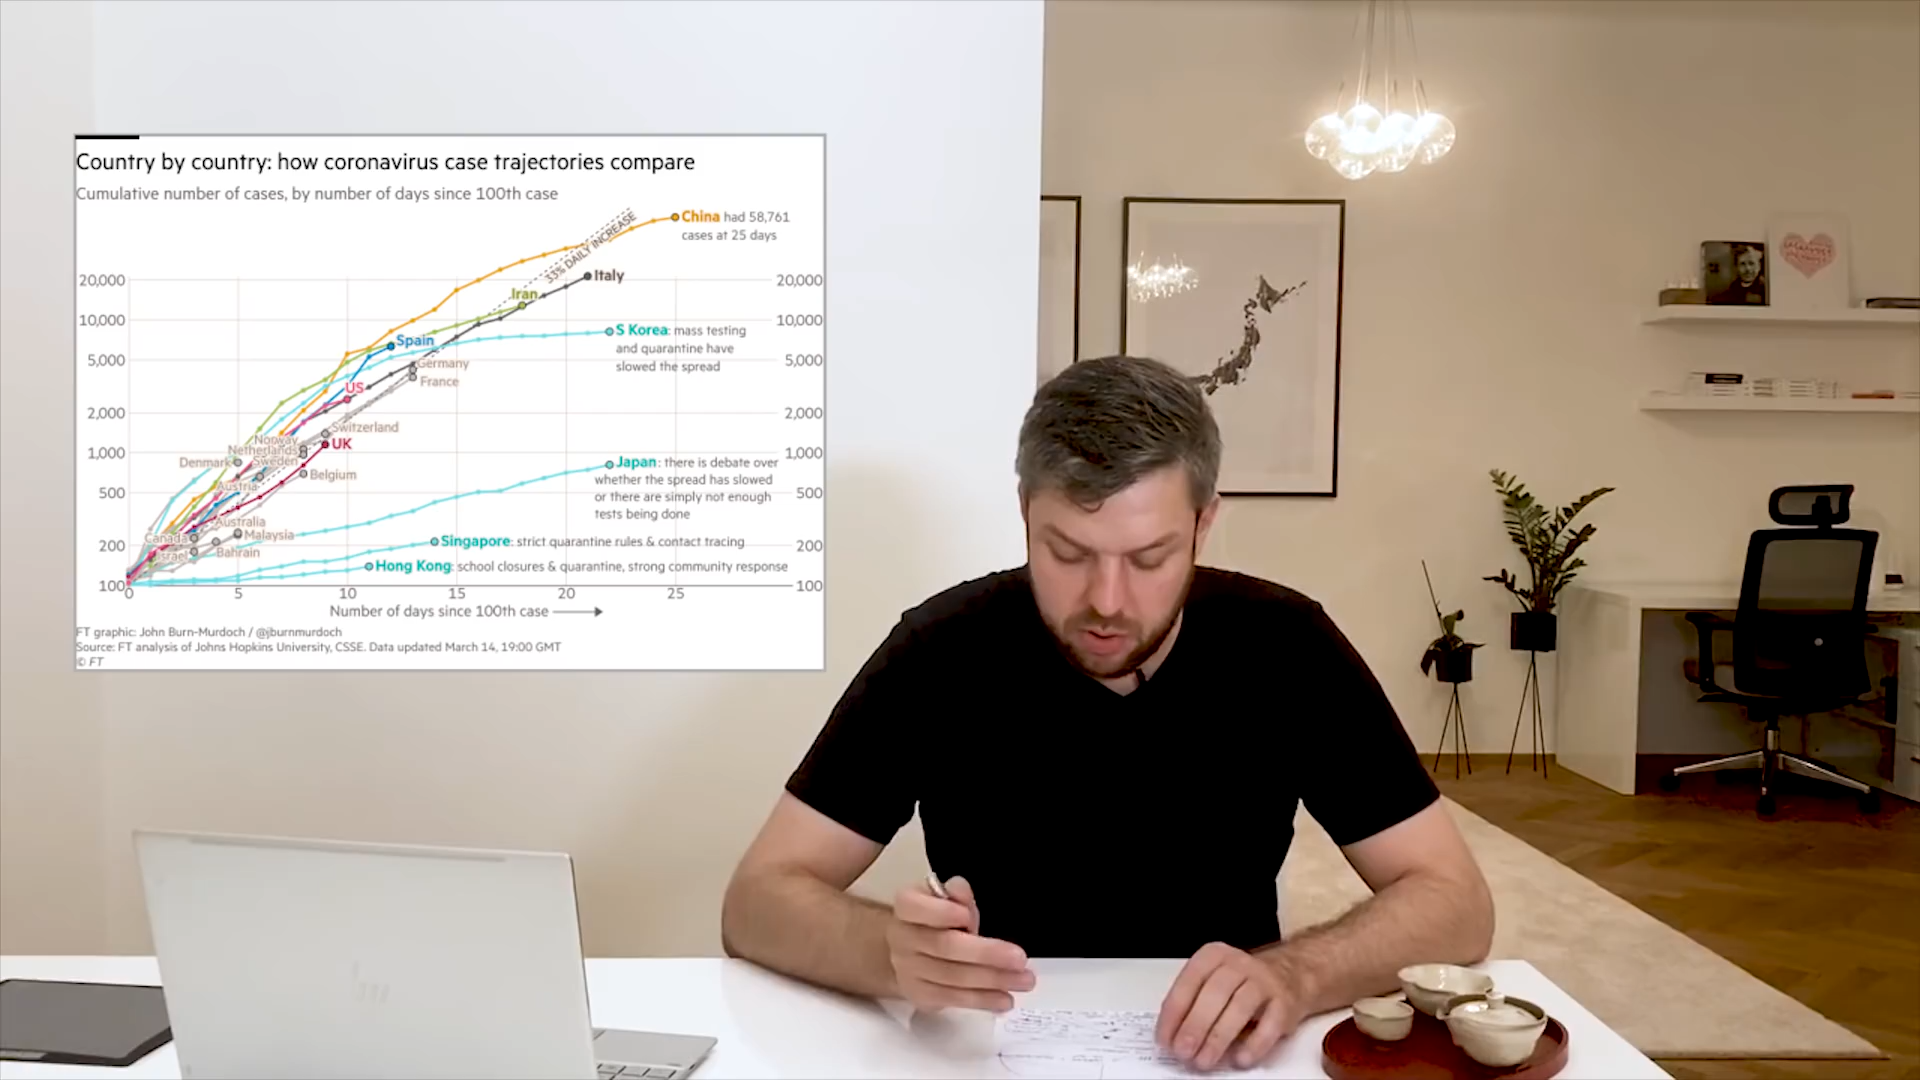 Country by country: how coronavirus case trajectories compare
Cumulative number of cases, by number of days since 100th case
China had 58,761
cases at 25 days
33% DAILY INCREASE
Italy
Iran
20,000
20,000
10,000
10,000
S Korea: mass testing
and quarantine have
slowed the spread
Spain
5,000
5,000
Germany
France
US
2,000
2,000
Switzerland
Norway
UK
Netherlands
1,000
1,000
Denmark
Sweden
Japan: there is debate over
whether the spread has slowed
or there are simply not enough
tests being done
Belgium
Austria
500
500
Australia
Canada
Malaysia
Singapore: strict quarantine rules & contact tracing
200
200
Israel
Bahrain
Hong Kong: school closures & quarantine, strong community response
100
100
0 5 10 15 20 25
Number of days since 100th case
FT graphic: John Burn-Murdoch / @jburnmurdoch
Source: FT analysis of Johns Hopkins University, CSSE. Data updated March 14, 19:00 GMT
© FT
hp